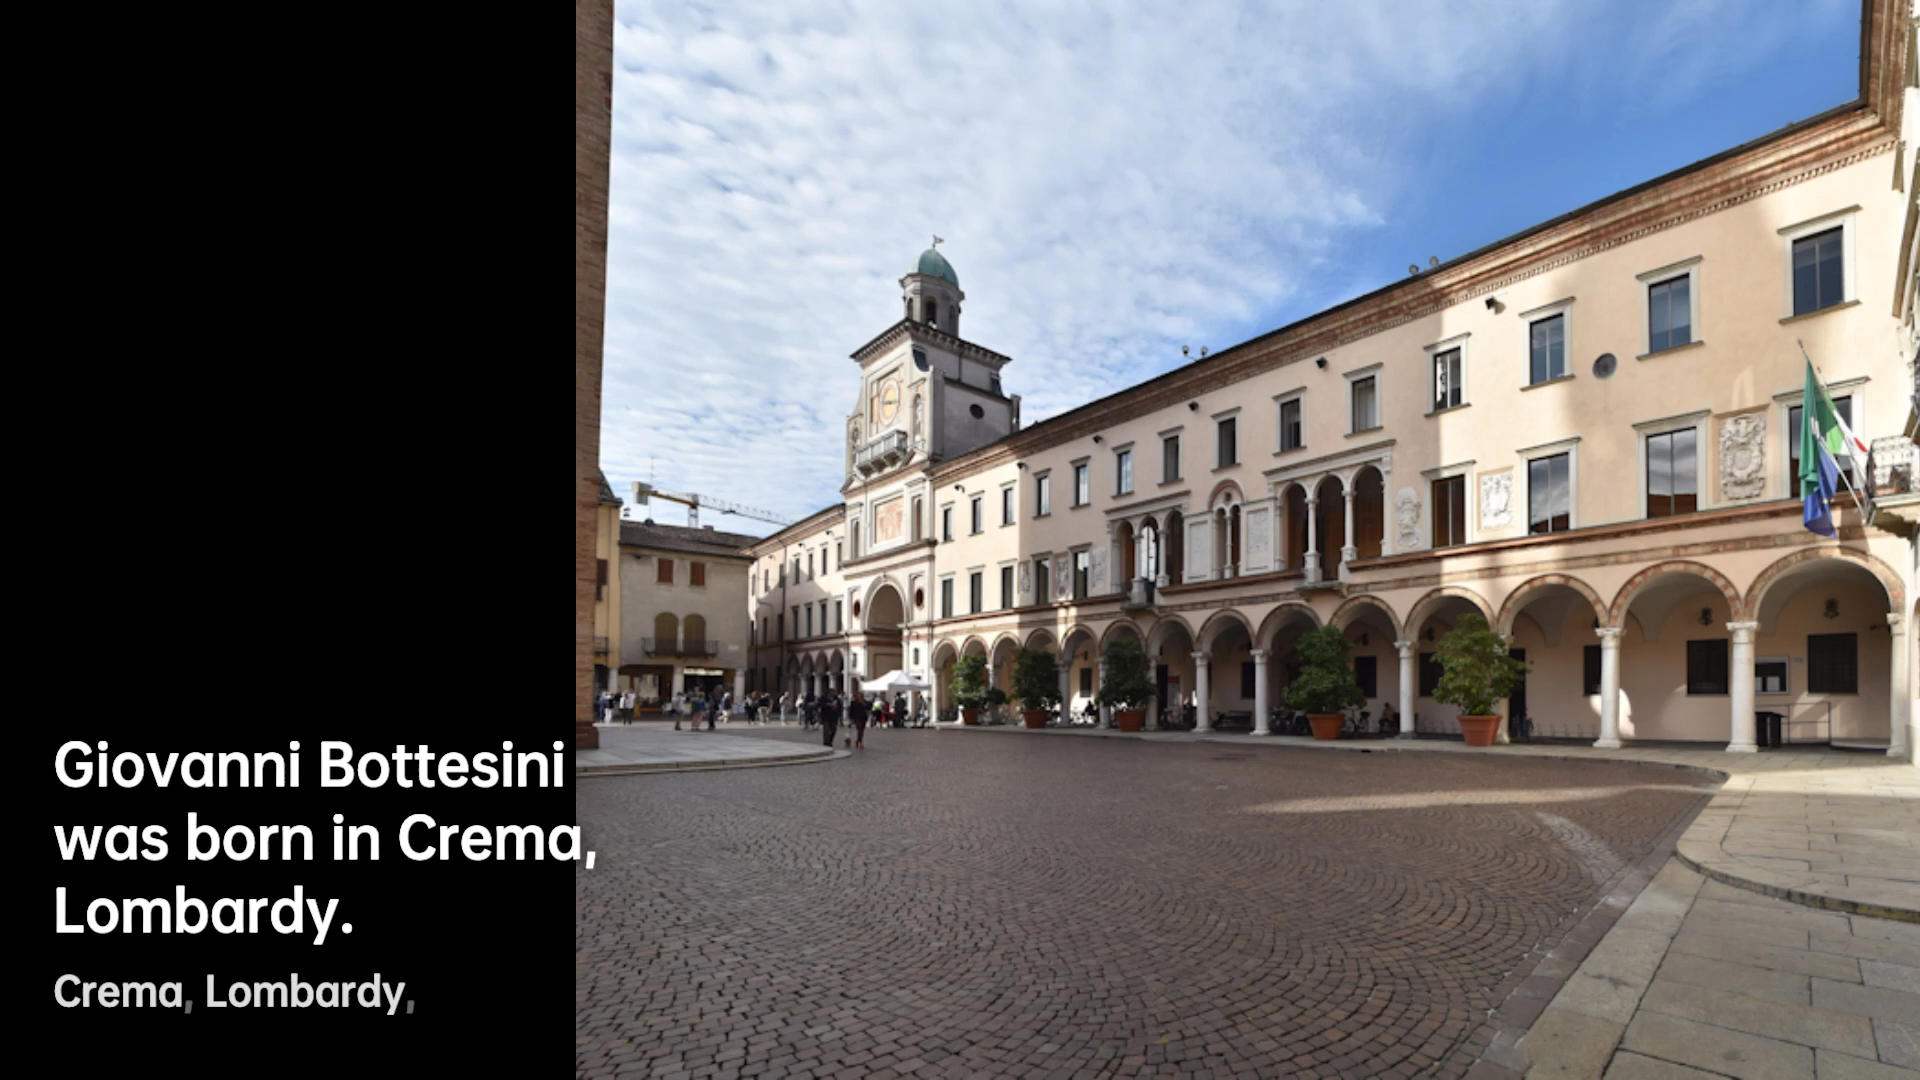 Giovanni Bottesini
was born in Crema,
Lombardy.
Crema, Lombardy,